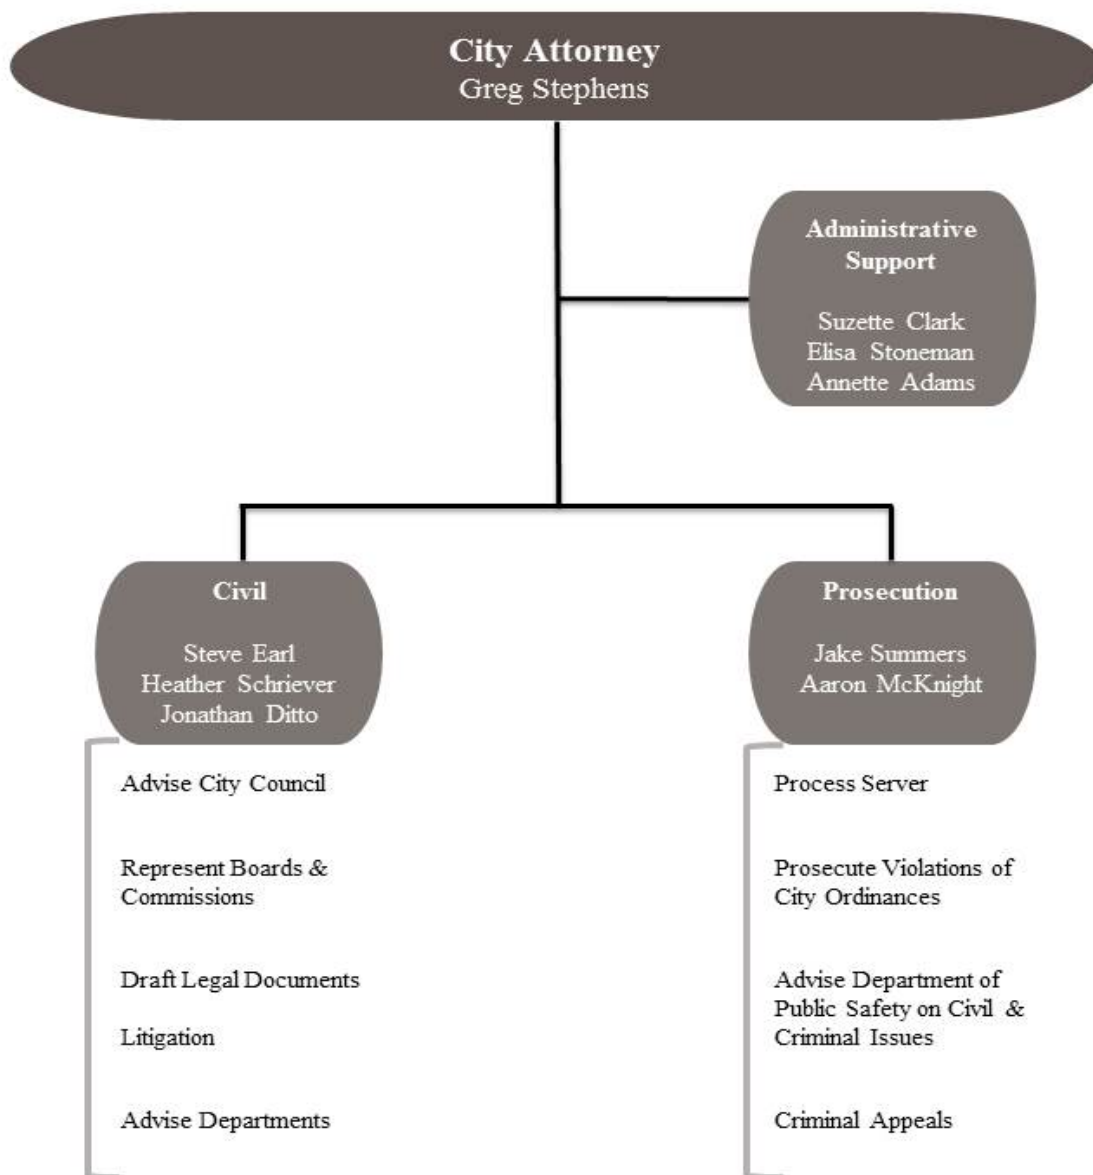 City Attorney
Greg Stephens
Administrative
Support
Suzette Clark
Elisa Stoneman
Annette Adams
Civil
Steve Earl
Heather Schriever
Jonathan Ditto
Advise City Council
Represent Boards &
Commissions
Draft Legal Documents
Litigation
Advise Departments
Prosecution
Jake Summers
Aaron McKnight
Process Server
Prosecute Violations of
City Ordinances
Advise Department of
Public Safety on Civil &
Criminal Issues
Criminal Appeals